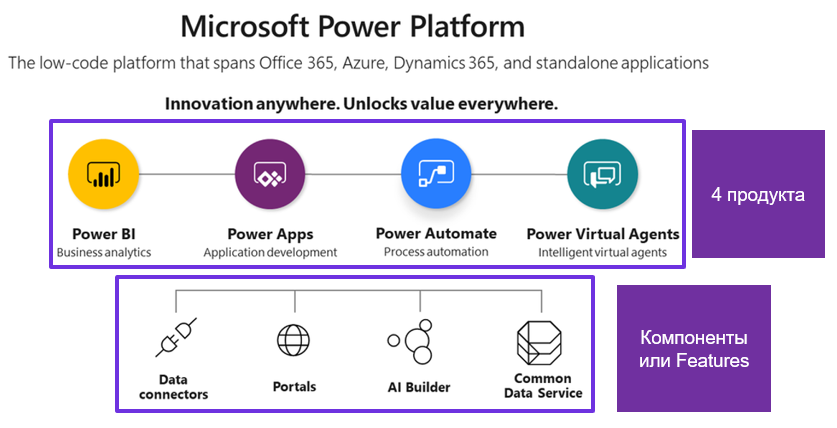 Microsoft Power Platform
The low-code platform that spans Office 365, Azure, Dynamics 365, and standalone applications
Innovation anywhere. Unlocks value everywhere.
Power BI
Business analytics
Power Apps
Application development
Power Automate
Process automation
Power Virtual Agents
Intelligent virtual agents
4 продукта
Data
connectors
Portals
AI Builder
Common
Data Service
Компоненты
или Features